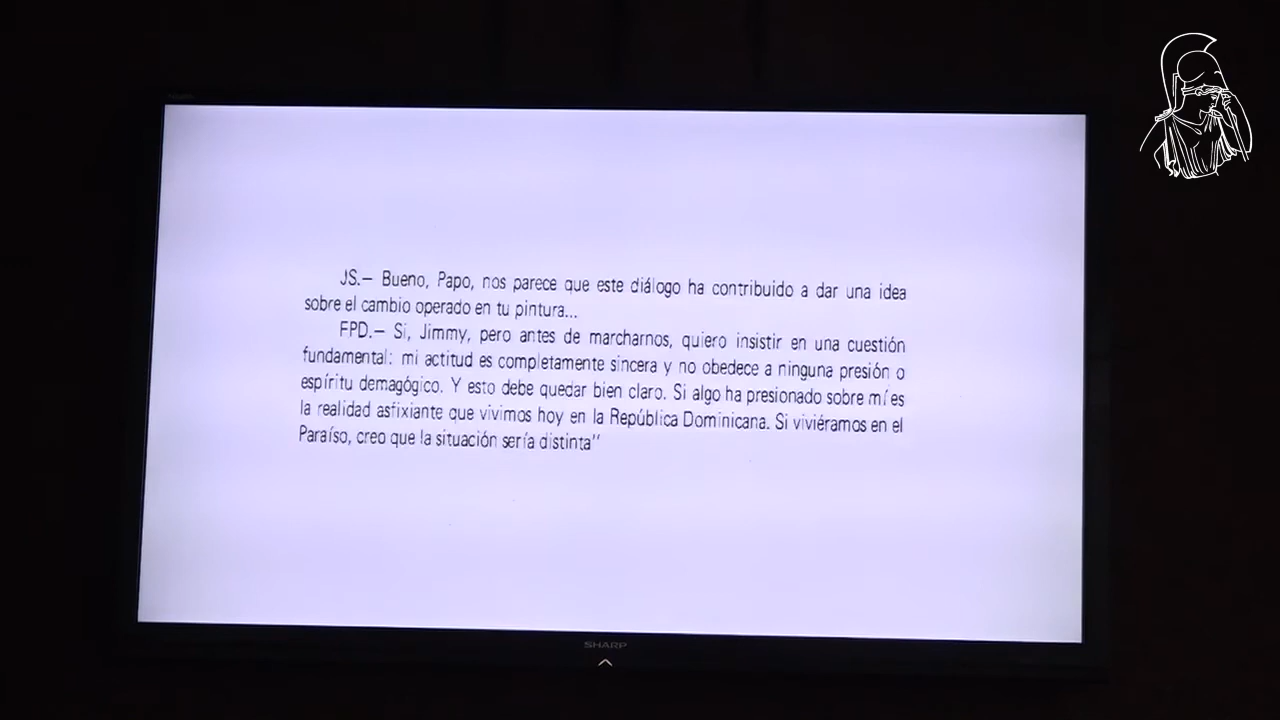 JS.— Bueno, Papo, nos parece que este diálogo ha contribuido a dar una idea
sobre el cambio operado en tu pintura...
FPD.— Sí, Jimmy, pero antes de marcharnos, quiero insistir en una cuestión
fundamental: mi actitud es completamente sincera y no obedece a ninguna presión o
espíritu demagógico. Y esto debe quedar bien claro. Si algo ha presionado sobre mí es
la realidad asfixiante que vivimos hoy en la República Dominicana. Si viviéramos en el
Paraíso, creo que la situación sería distinta"
SHARP